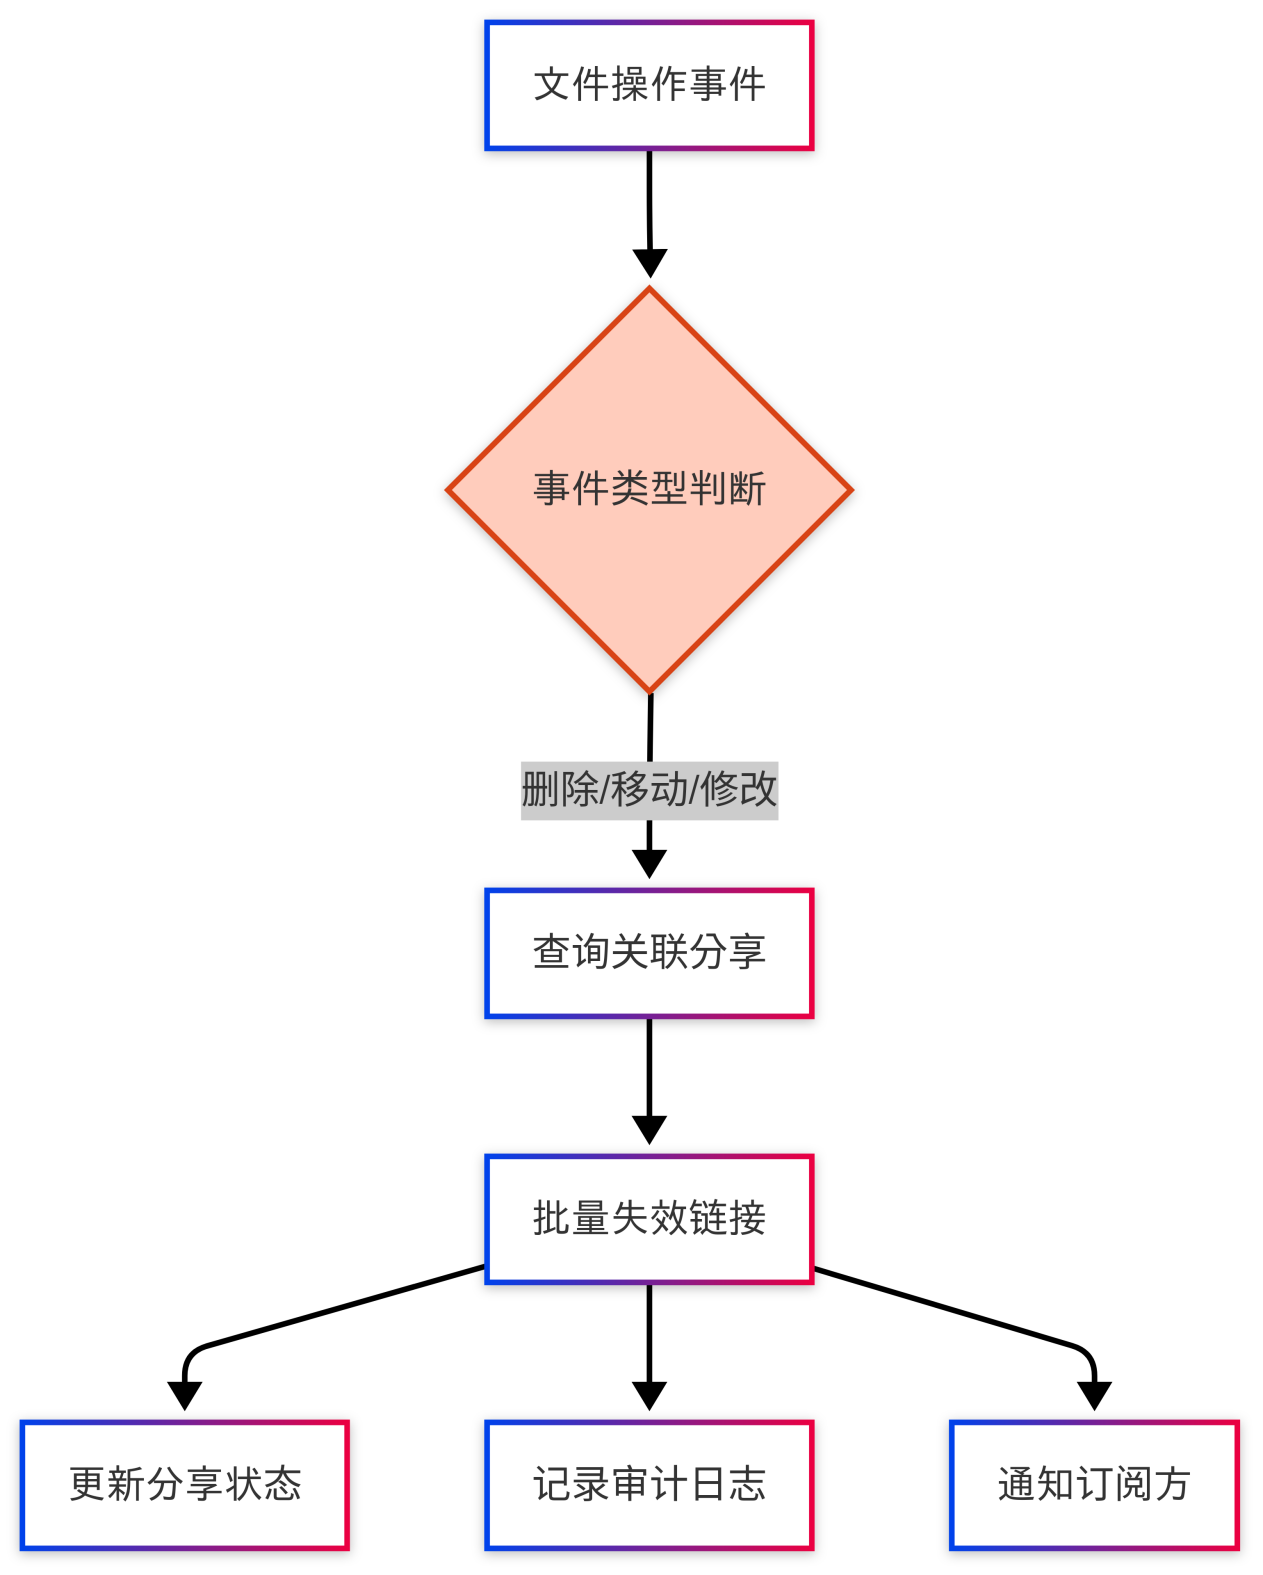 文件操作事件
事件类型判断
删除/移动/修改
查询关联分享
批量失效链接
更新分享状态
记录审计日志
通知订阅方